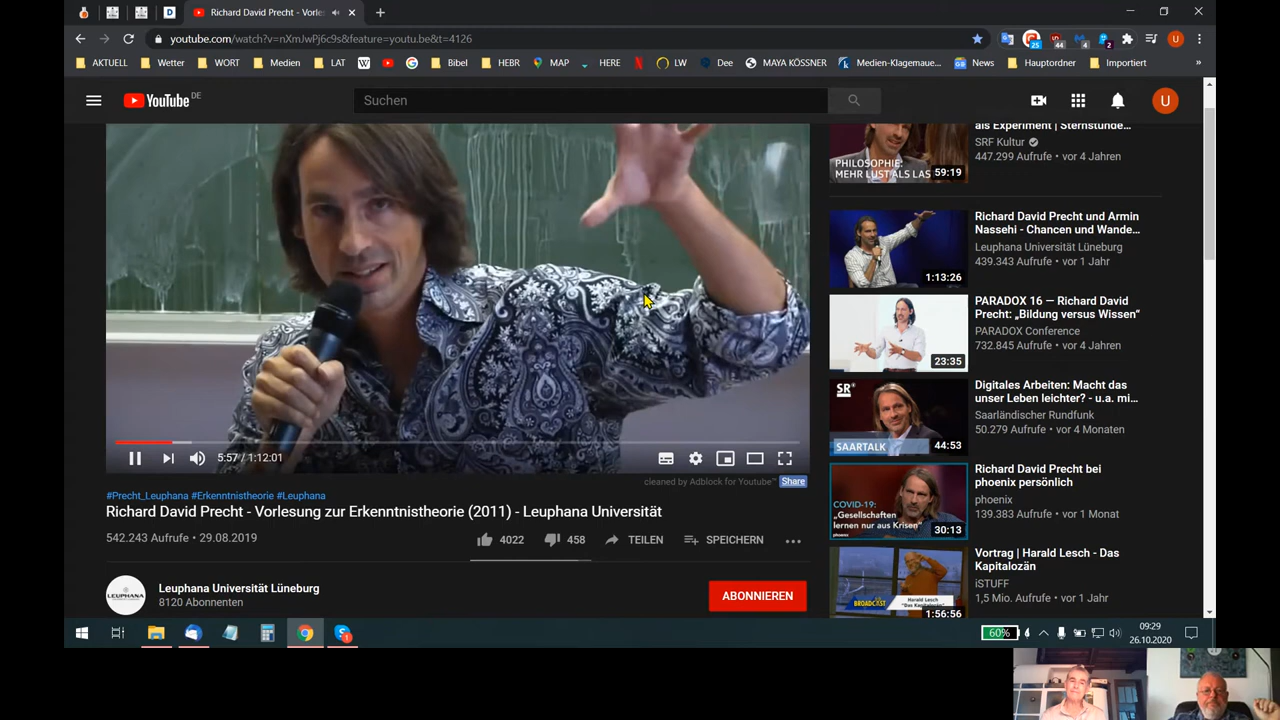 Richard David Precht - Vorles
youtube.com/watch?v=nXmJwPj6c9s&feature=youtu.be&t=4126
AKTUELL Wetter WORT Medien LAT Bibel HEBR MAP HERE LW Dee MAYA KÖSSNER Medien-Klagemaue... News Hauptordner Importiert »
YouTube DE
Suchen
U
als Experiment | Sternstunde...
SRF Kultur
447.299 Aufrufe • vor 4 Jahren
PHILOSOPHIE:
MEHR LUST ALS LAS
59:19
Richard David Precht und Armin
Nassehi - Chancen und Wande...
Leuphana Universität Lüneburg
439.343 Aufrufe • vor 1 Jahr
1:13:26
PARADOX 16 — Richard David
Precht: „Bildung versus Wissen“
PARADOX Conference
732.845 Aufrufe • vor 4 Jahren
23:35
SR
Digitales Arbeiten: Macht das
unser Leben leichter? - u.a. mi...
Saarländischer Rundfunk
50.279 Aufrufe • vor 4 Monaten
SAARTALK
44:53
5:57 / 1:12:01
cleaned by Adblock for Youtube™ Share
Richard David Precht bei
phoenix persönlich
phoenix
139.383 Aufrufe • vor 1 Monat
COVID-19:
„Gesellschaften
lernen nur aus Krisen“
30:13
#Precht_Leuphana #Erkenntnistheorie #Leuphana
Richard David Precht - Vorlesung zur Erkenntnistheorie (2011) - Leuphana Universität
542.243 Aufrufe • 29.08.2019
4022 458 TEILEN SPEICHERN
Vortrag | Harald Lesch - Das
Kapitalozän
iSTUFF
1,5 Mio. Aufrufe • vor 1 Jahr
BROADCAST
Harald Lesch
"Das Kapitalozän"
1:56:56
LEUPHANA
Leuphana Universität Lüneburg
8120 Abonnenten
ABONNIEREN
60%
09:29
26.10.2020